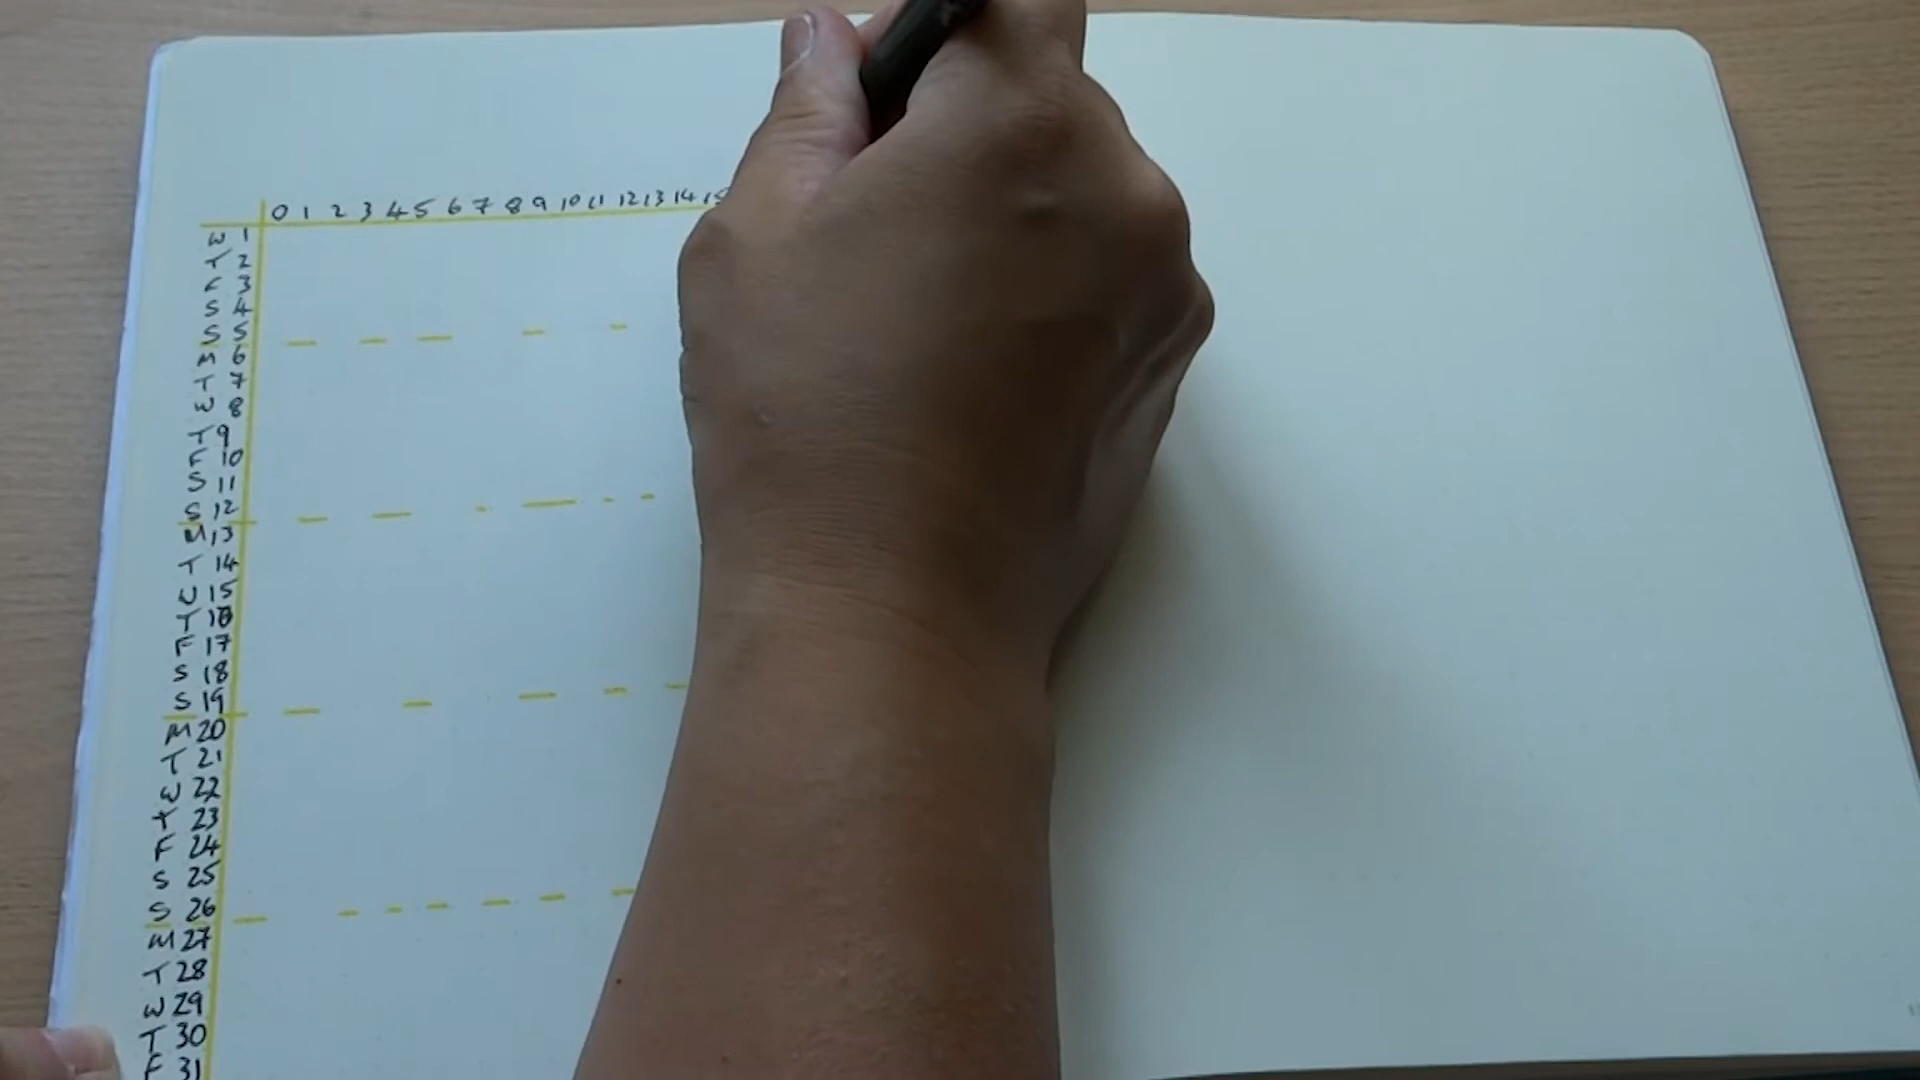 0 1 2 3 4 5 6 7 8 9 10 11 12 13 14 15
W 1
T 2
F 3
S 4
S 5
M 6
T 7
W 8
T 9
F 10
S 11
S 12
M 13
T 14
W 15
T 16
F 17
S 18
S 19
M 20
T 21
W 22
T 23
F 24
S 25
S 26
M 27
T 28
W 29
T 30
F 31